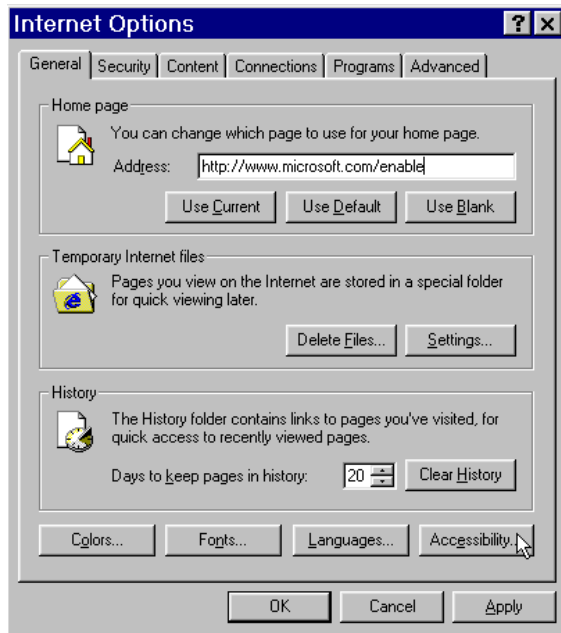 Internet Options
General Security Content Connections Programs Advanced
Home page
You can change which page to use for your home page.
Address: http://www.microsoft.com/enable
Use Current Use Default Use Blank
Temporary Internet files
Pages you view on the Internet are stored in a special folder
for quick viewing later.
Delete Files... Settings...
History
The History folder contains links to pages you've visited, for
quick access to recently viewed pages.
Days to keep pages in history: 20 Clear History
Colors... Fonts... Languages... Accessibility...
OK Cancel Apply